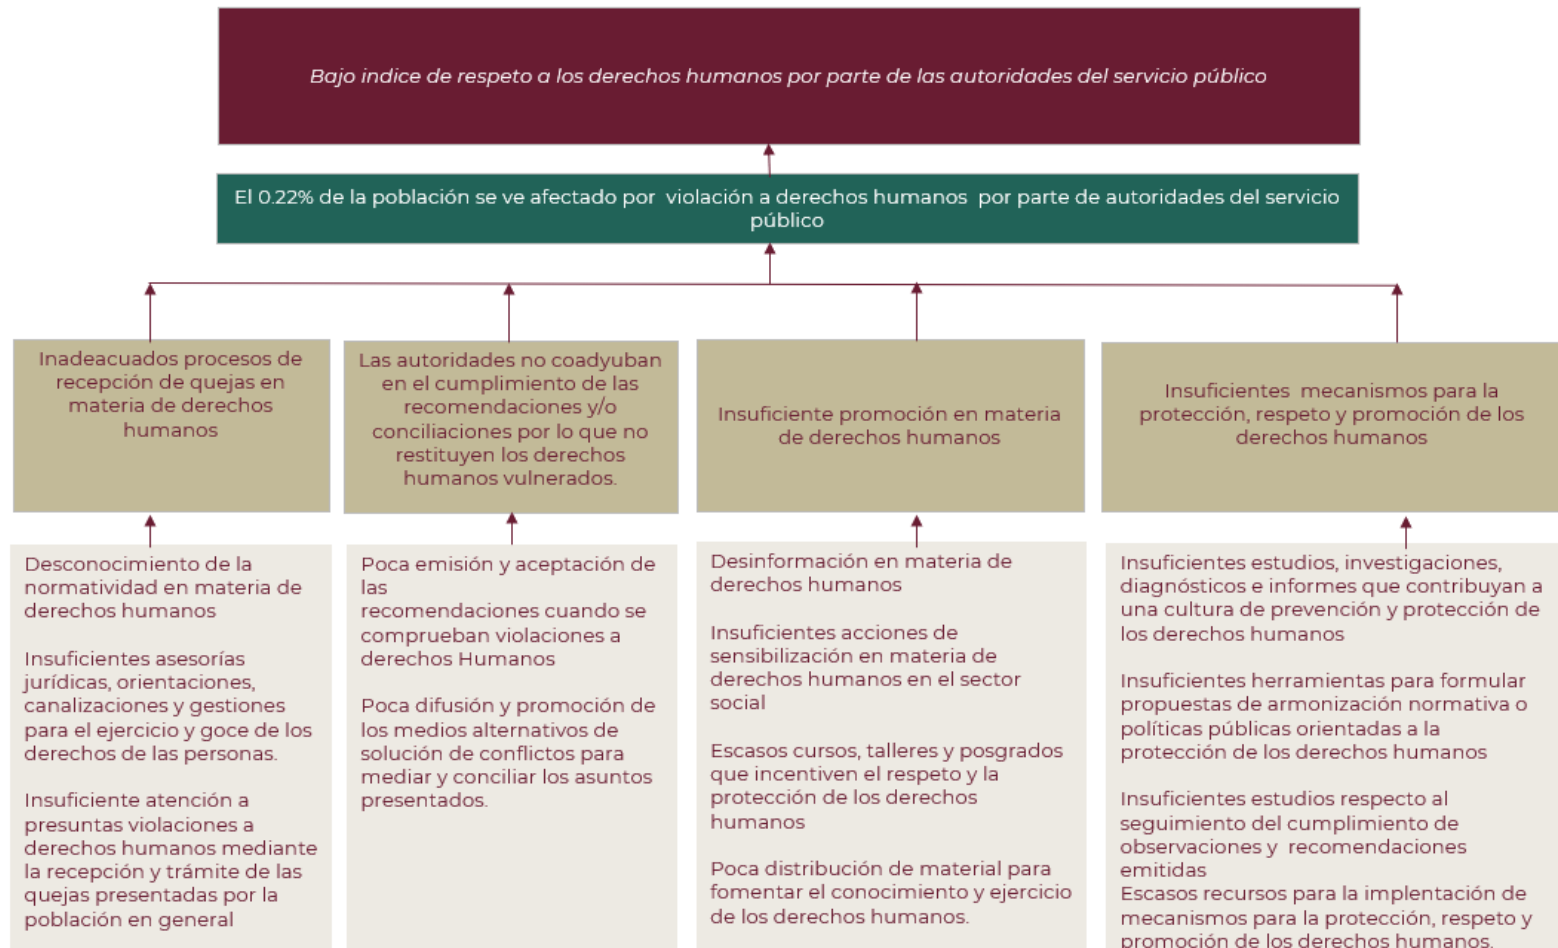 Bajo indice de respeto a los derechos humanos por parte de las autoridades del servicio público
El 0.22% de la población se ve afectado por violación a derechos humanos por parte de autoridades del servicio
público
Inadeacuados procesos de
recepción de quejas en
materia de derechos
humanos
Las autoridades no coadyuban
en el cumplimiento de las
recomendaciones y/o
conciliaciones por lo que no
restituyen los derechos
humanos vulnerados.
Insuficiente promoción en materia
de derechos humanos
Insuficientes mecanismos para la
protección, respeto y promoción de los
derechos humanos
Desconocimiento de la
normatividad en materia de
derechos humanos
Insuficientes asesorías
jurídicas, orientaciones,
canalizaciones y gestiones
para el ejercicio y goce de los
derechos de las personas.
Insuficiente atención a
presuntas violaciones a
derechos humanos mediante
la recepción y trámite de las
quejas presentadas por la
población en general
Poca emisión y aceptación de
las
recomendaciones cuando se
comprueban violaciones a
derechos Humanos
Poca difusión y promoción de
los medios alternativos de
solución de conflictos para
mediar y conciliar los asuntos
presentados.
Desinformación en materia de
derechos humanos
Insuficientes acciones de
sensibilización en materia de
derechos humanos en el sector
social
Escasos cursos, talleres y posgrados
que incentiven el respeto y la
protección de los derechos
humanos
Poca distribución de material para
fomentar el conocimiento y ejercicio
de los derechos humanos.
Insuficientes estudios, investigaciones,
diagnósticos e informes que contribuyan a
una cultura de prevención y protección de
los derechos humanos
Insuficientes herramientas para formular
propuestas de armonización normativa o
políticas públicas orientadas a la
protección de los derechos humanos
Insuficientes estudios respecto al
seguimiento del cumplimiento de
observaciones y recomendaciones
emitidas
Escasos recursos para la implentación de
mecanismos para la protección, respeto y
promoción de los derechos humanos.